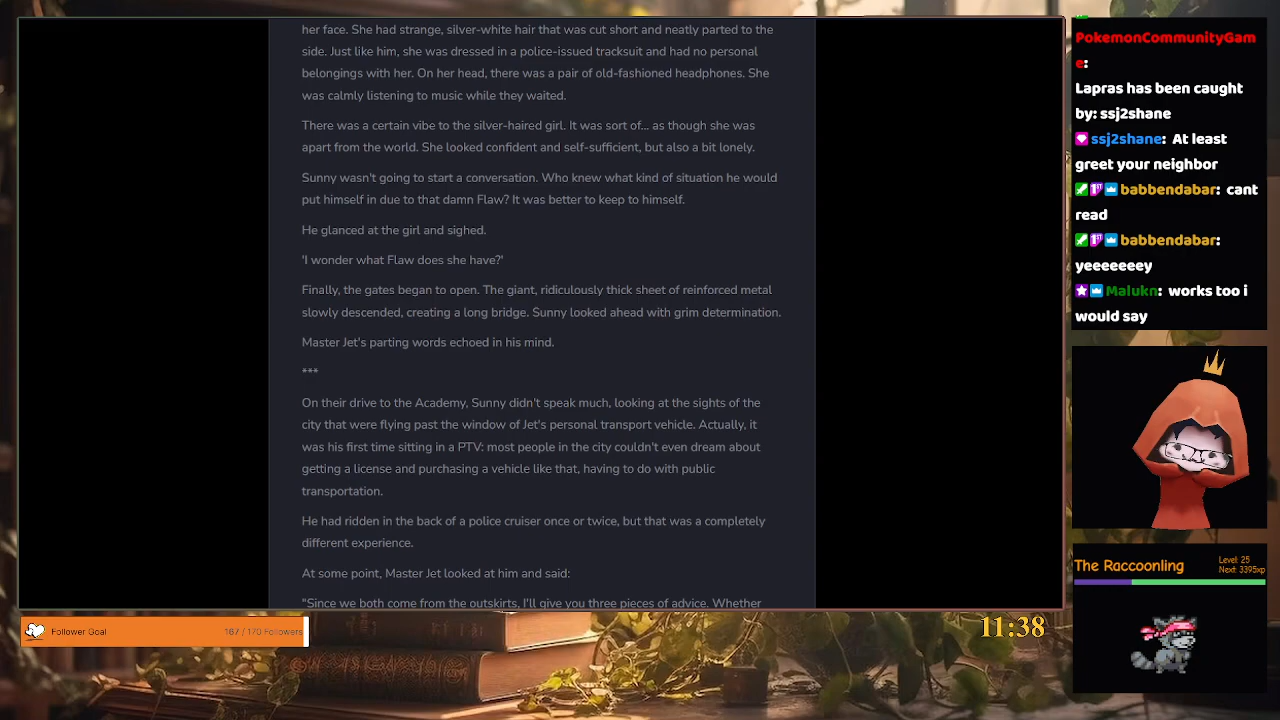 her face. She had strange, silver-white hair that was cut short and neatly parted to the
side. Just like him, she was dressed in a police-issued tracksuit and had no personal
belongings with her. On her head, there was a pair of old-fashioned headphones. She
was calmly listening to music while they waited.
There was a certain vibe to the silver-haired girl. It was sort of... as though she was
apart from the world. She looked confident and self-sufficient, but also a bit lonely.
Sunny wasn't going to start a conversation. Who knew what kind of situation he would
put himself in due to that damn Flaw? It was better to keep to himself.
He glanced at the girl and sighed.
'I wonder what Flaw does she have?'
Finally, the gates began to open. The giant, ridiculously thick sheet of reinforced metal
slowly descended, creating a long bridge. Sunny looked ahead with grim determination.
Master Jet's parting words echoed in his mind.
***
On their drive to the Academy, Sunny didn't speak much, looking at the sights of the
city that were flying past the window of Jet's personal transport vehicle. Actually, it
was his first time sitting in a PTV: most people in the city couldn't even dream about
getting a license and purchasing a vehicle like that, having to do with public
transportation.
He had ridden in the back of a police cruiser once or twice, but that was a completely
different experience.
At some point, Master Jet looked at him and said:
"Since we both come from the outskirts, I'll give you three pieces of advice. Whether
PokemonCommunityGam
e:
Lapras has been caught
by: ssj2shane
ssj2shane: At least
greet your neighbor
babbendabar: cant
read
babbendabar:
yeeeeeeey
Malukn: works too i
would say
The Raccoonling
Level: 25
Next: 3395xp
Follower Goal
167 / 170 Followers
11:38